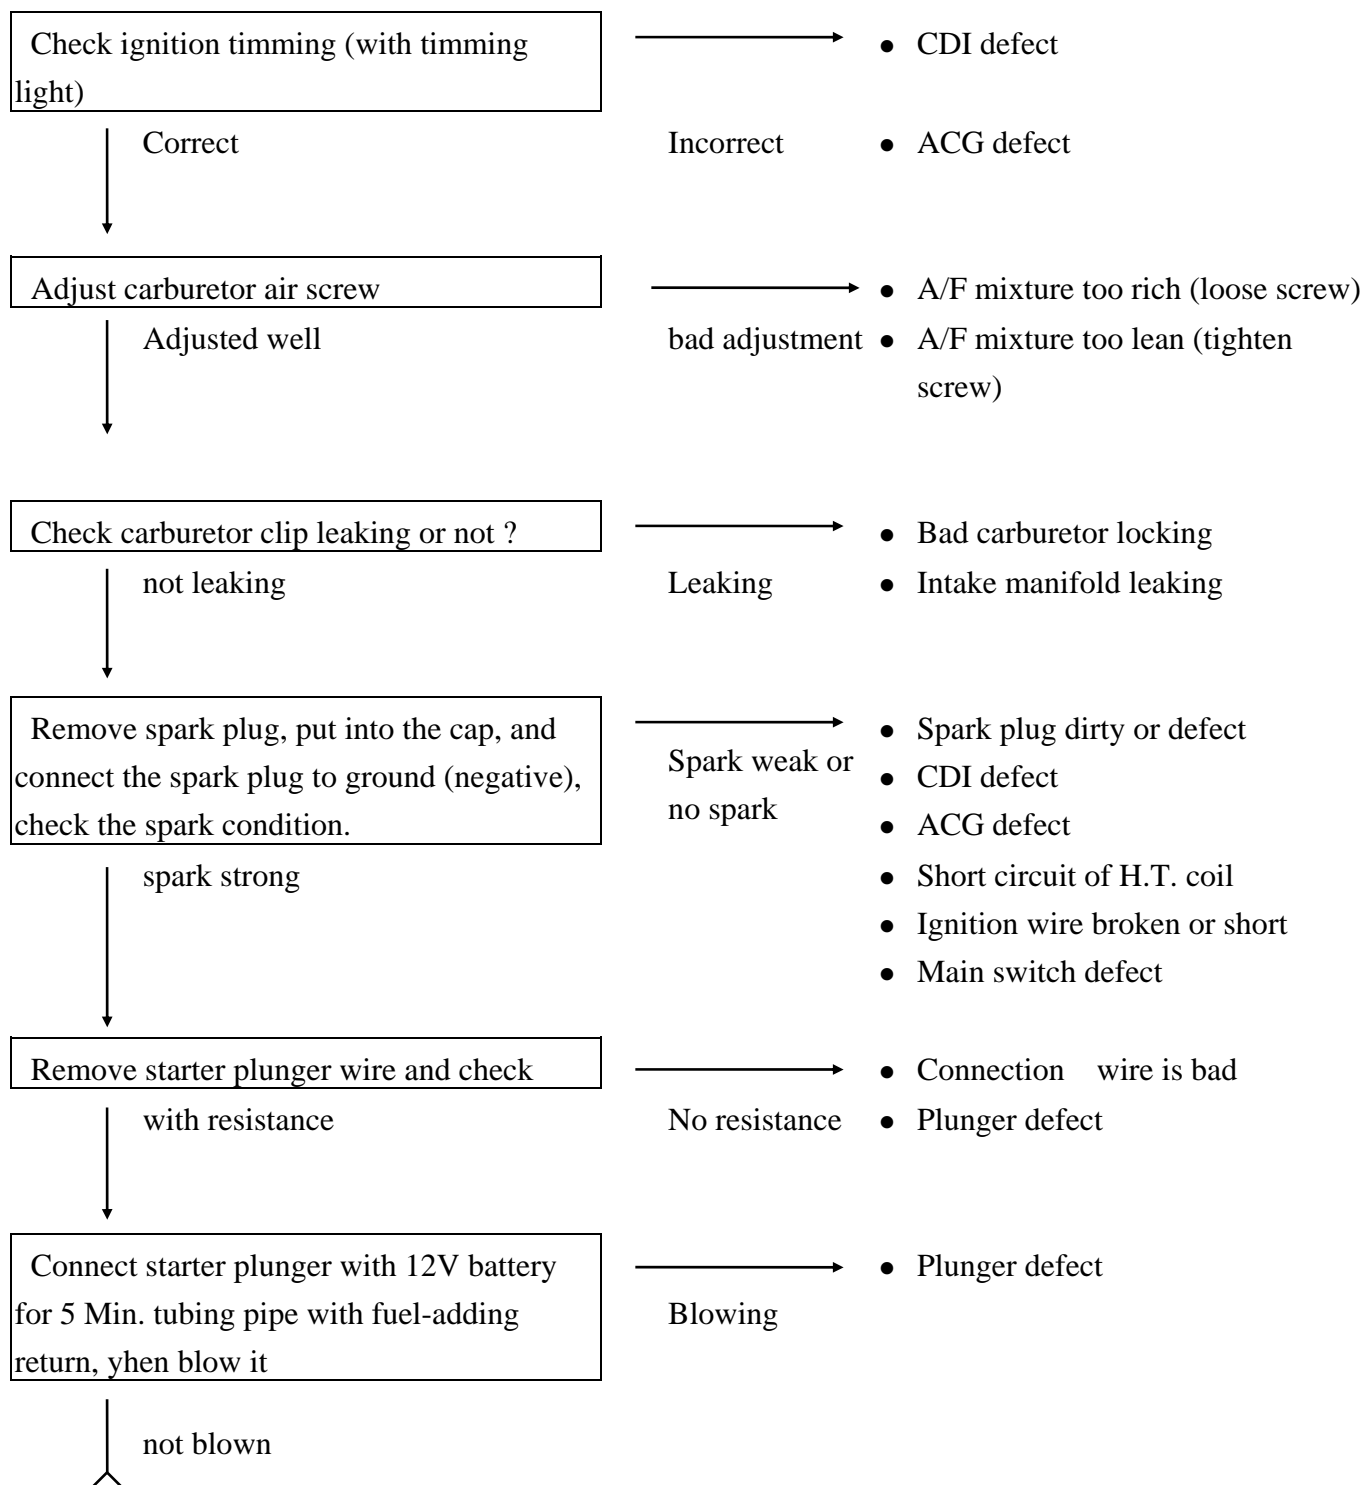 Check ignition timming (with timming
light)
● CDI defect
Correct
Incorrect
● ACG defect
Adjust carburetor air screw
● A/F mixture too rich (loose screw)
Adjusted well
bad adjustment
● A/F mixture too lean (tighten
screw)
Check carburetor clip leaking or not ?
● Bad carburetor locking
not leaking
Leaking
● Intake manifold leaking
Remove spark plug, put into the cap, and
connect the spark plug to ground (negative),
check the spark condition.
Spark weak or
no spark
● Spark plug dirty or defect
● CDI defect
● ACG defect
spark strong
● Short circuit of H.T. coil
● Ignition wire broken or short
● Main switch defect
Remove starter plunger wire and check
● Connection wire is bad
with resistance
No resistance
● Plunger defect
Connect starter plunger with 12V battery
for 5 Min. tubing pipe with fuel-adding
return, yhen blow it
● Plunger defect
Blowing
not blown